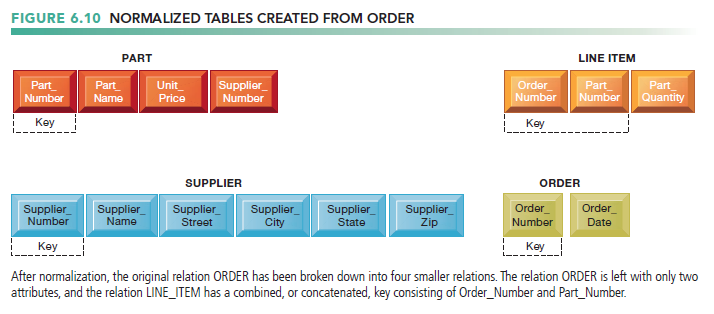 FIGURE 6.10 NORMALIZED TABLES CREATED FROM ORDER
PART
Part_
Number
Part_
Name
Unit_
Price
Supplier_
Number
Key
LINE ITEM
Order_
Number
Part_
Number
Part_
Quantity
Key
SUPPLIER
Supplier_
Number
Supplier_
Name
Supplier_
Street
Supplier_
City
Supplier_
State
Supplier_
Zip
Key
ORDER
Order_
Number
Order_
Date
Key
After normalization, the original relation ORDER has been broken down into four smaller relations. The relation ORDER is left with only two
attributes, and the relation LINE_ITEM has a combined, or concatenated, key consisting of Order_Number and Part_Number.